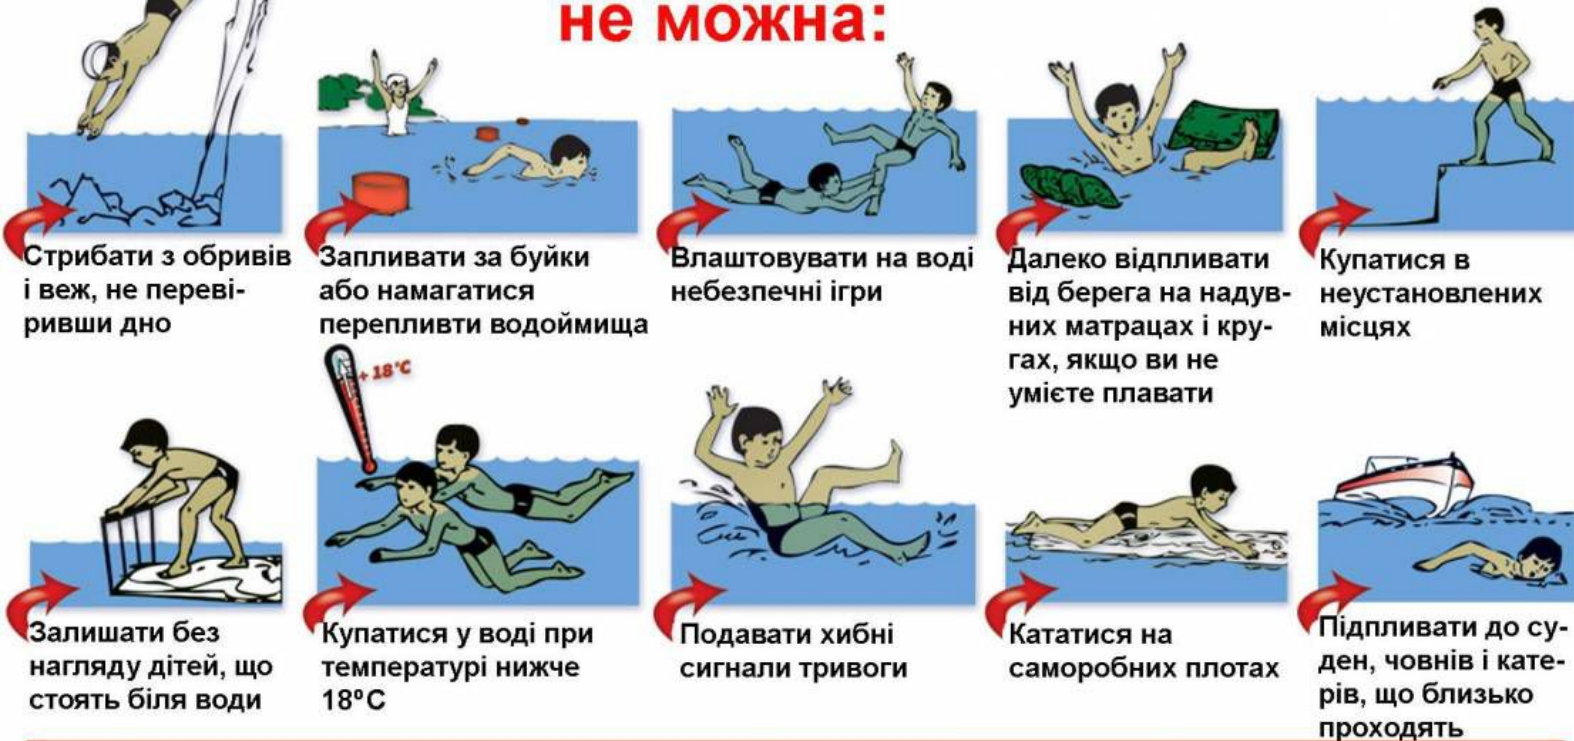 не можна:
Стрибати з обривів
і веж, не переві-
ривши дно
Запливати за буйки
або намагатися
перепливти водоймища
Влаштовувати на воді
небезпечні ігри
Далеко відпливати
від берега на надув-
них матрацах і кру-
гах, якщо ви не
умієте плавати
Купатися в
неустановлених
місцях
+ 18°C
Залишати без
нагляду дітей, що
стоять біля води
Купатися у воді при
температурі нижче
18ºС
Подавати хибні
сигнали тривоги
Кататися на
саморобних плотах
Підпливати до су-
ден, човнів і кате-
рів, що близько
проходять